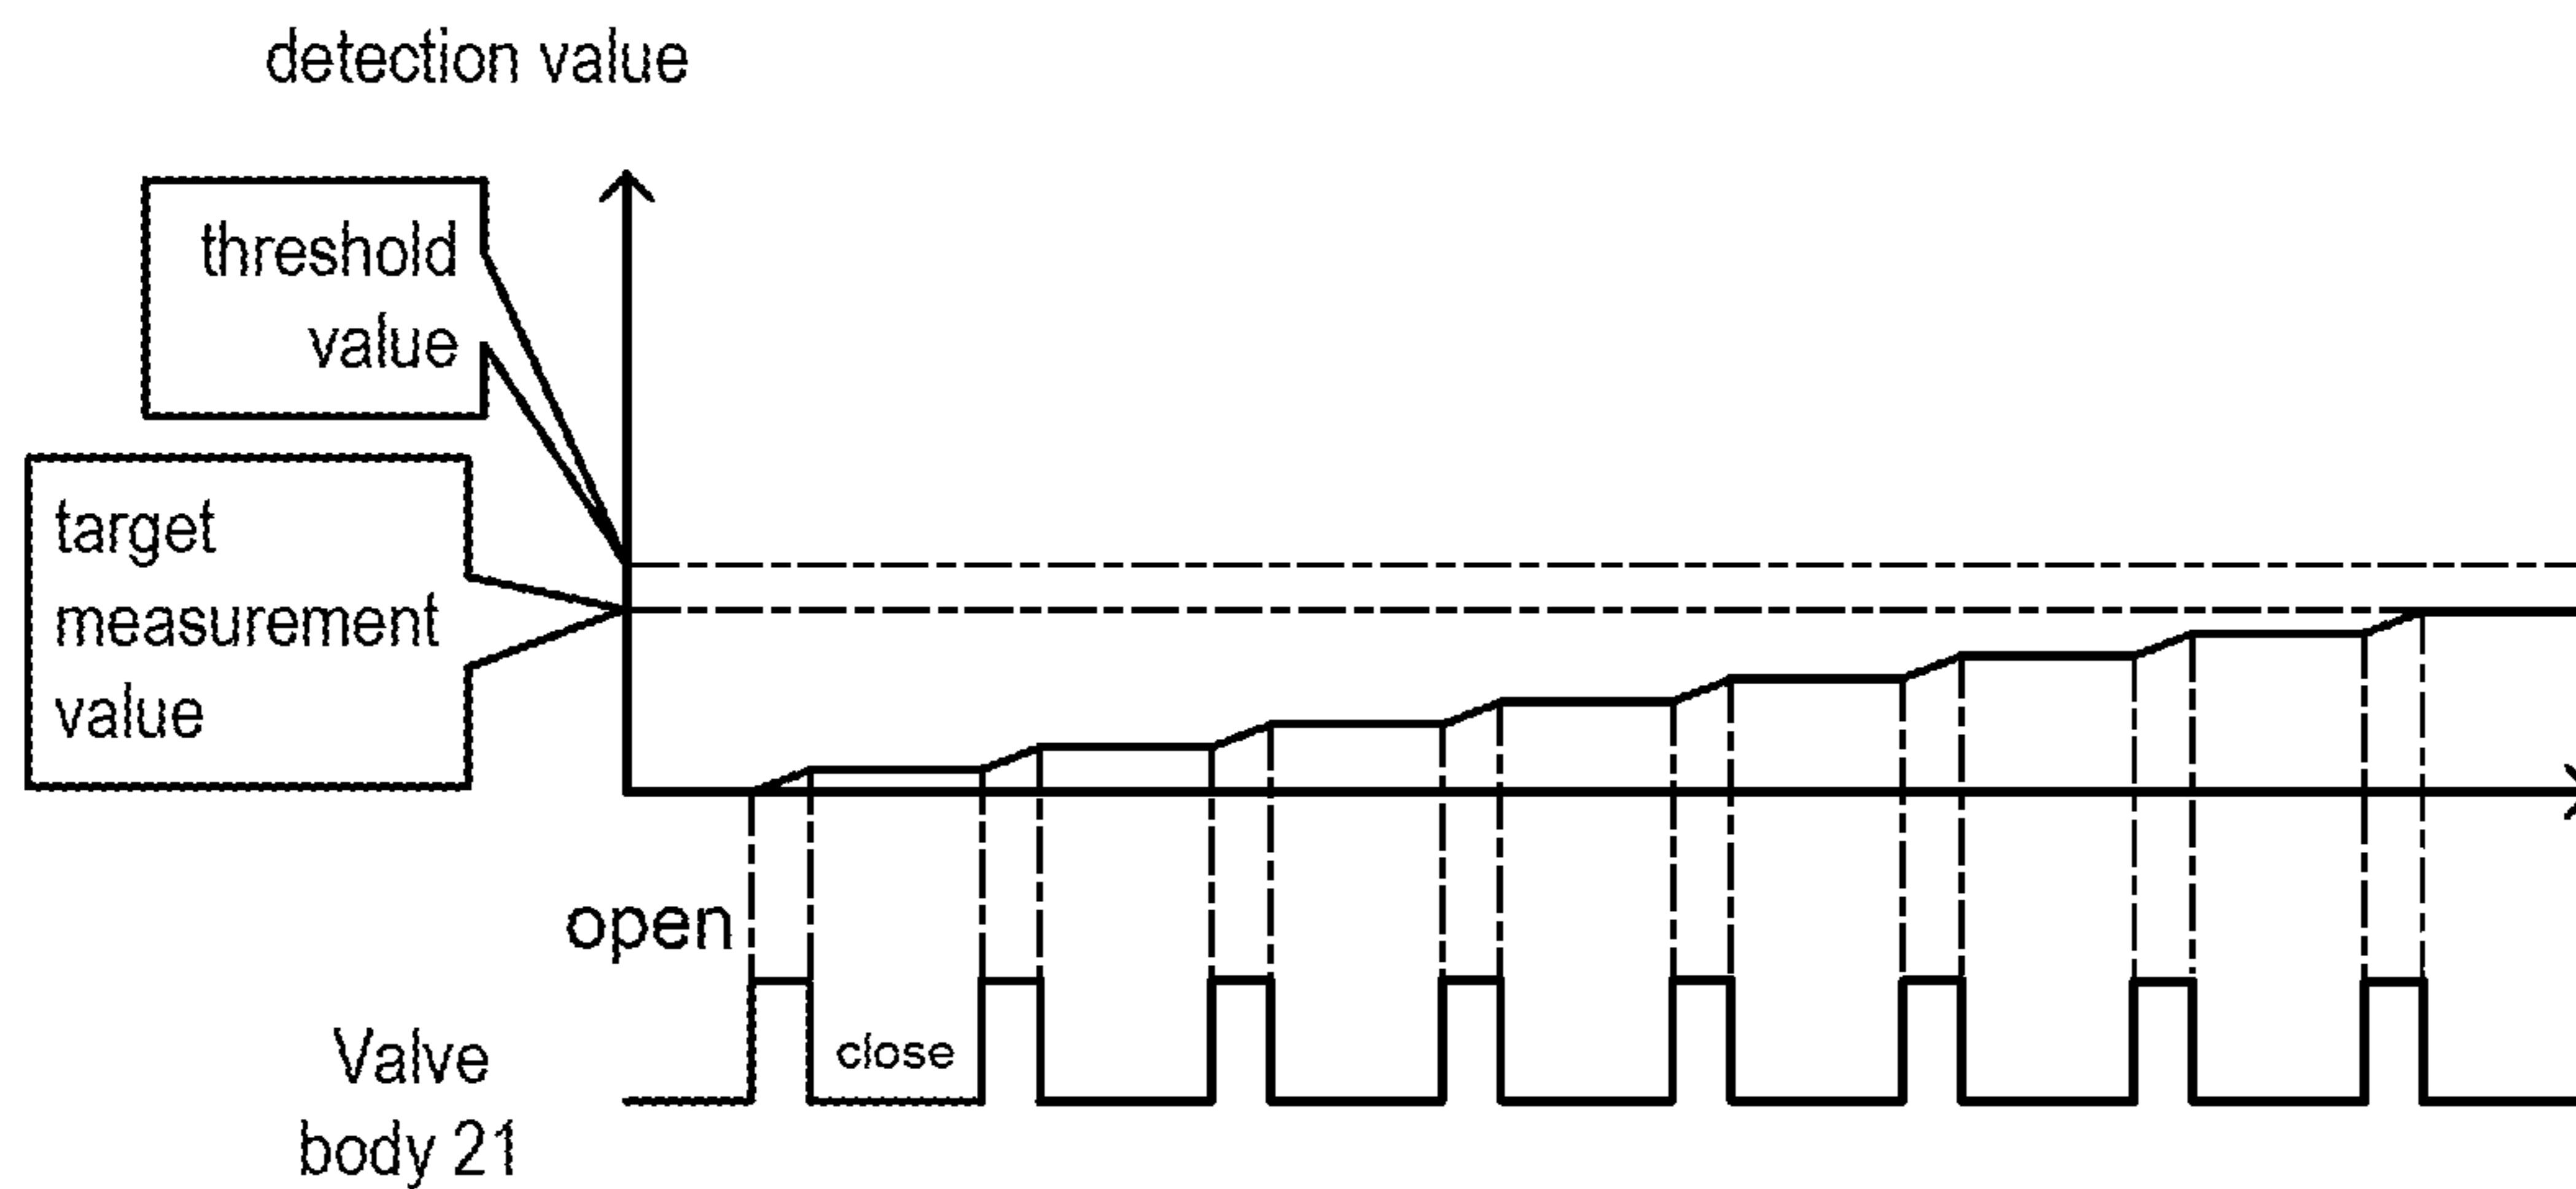 detection value
threshold
value
target
measurement
value
open
close
Valve
body 21